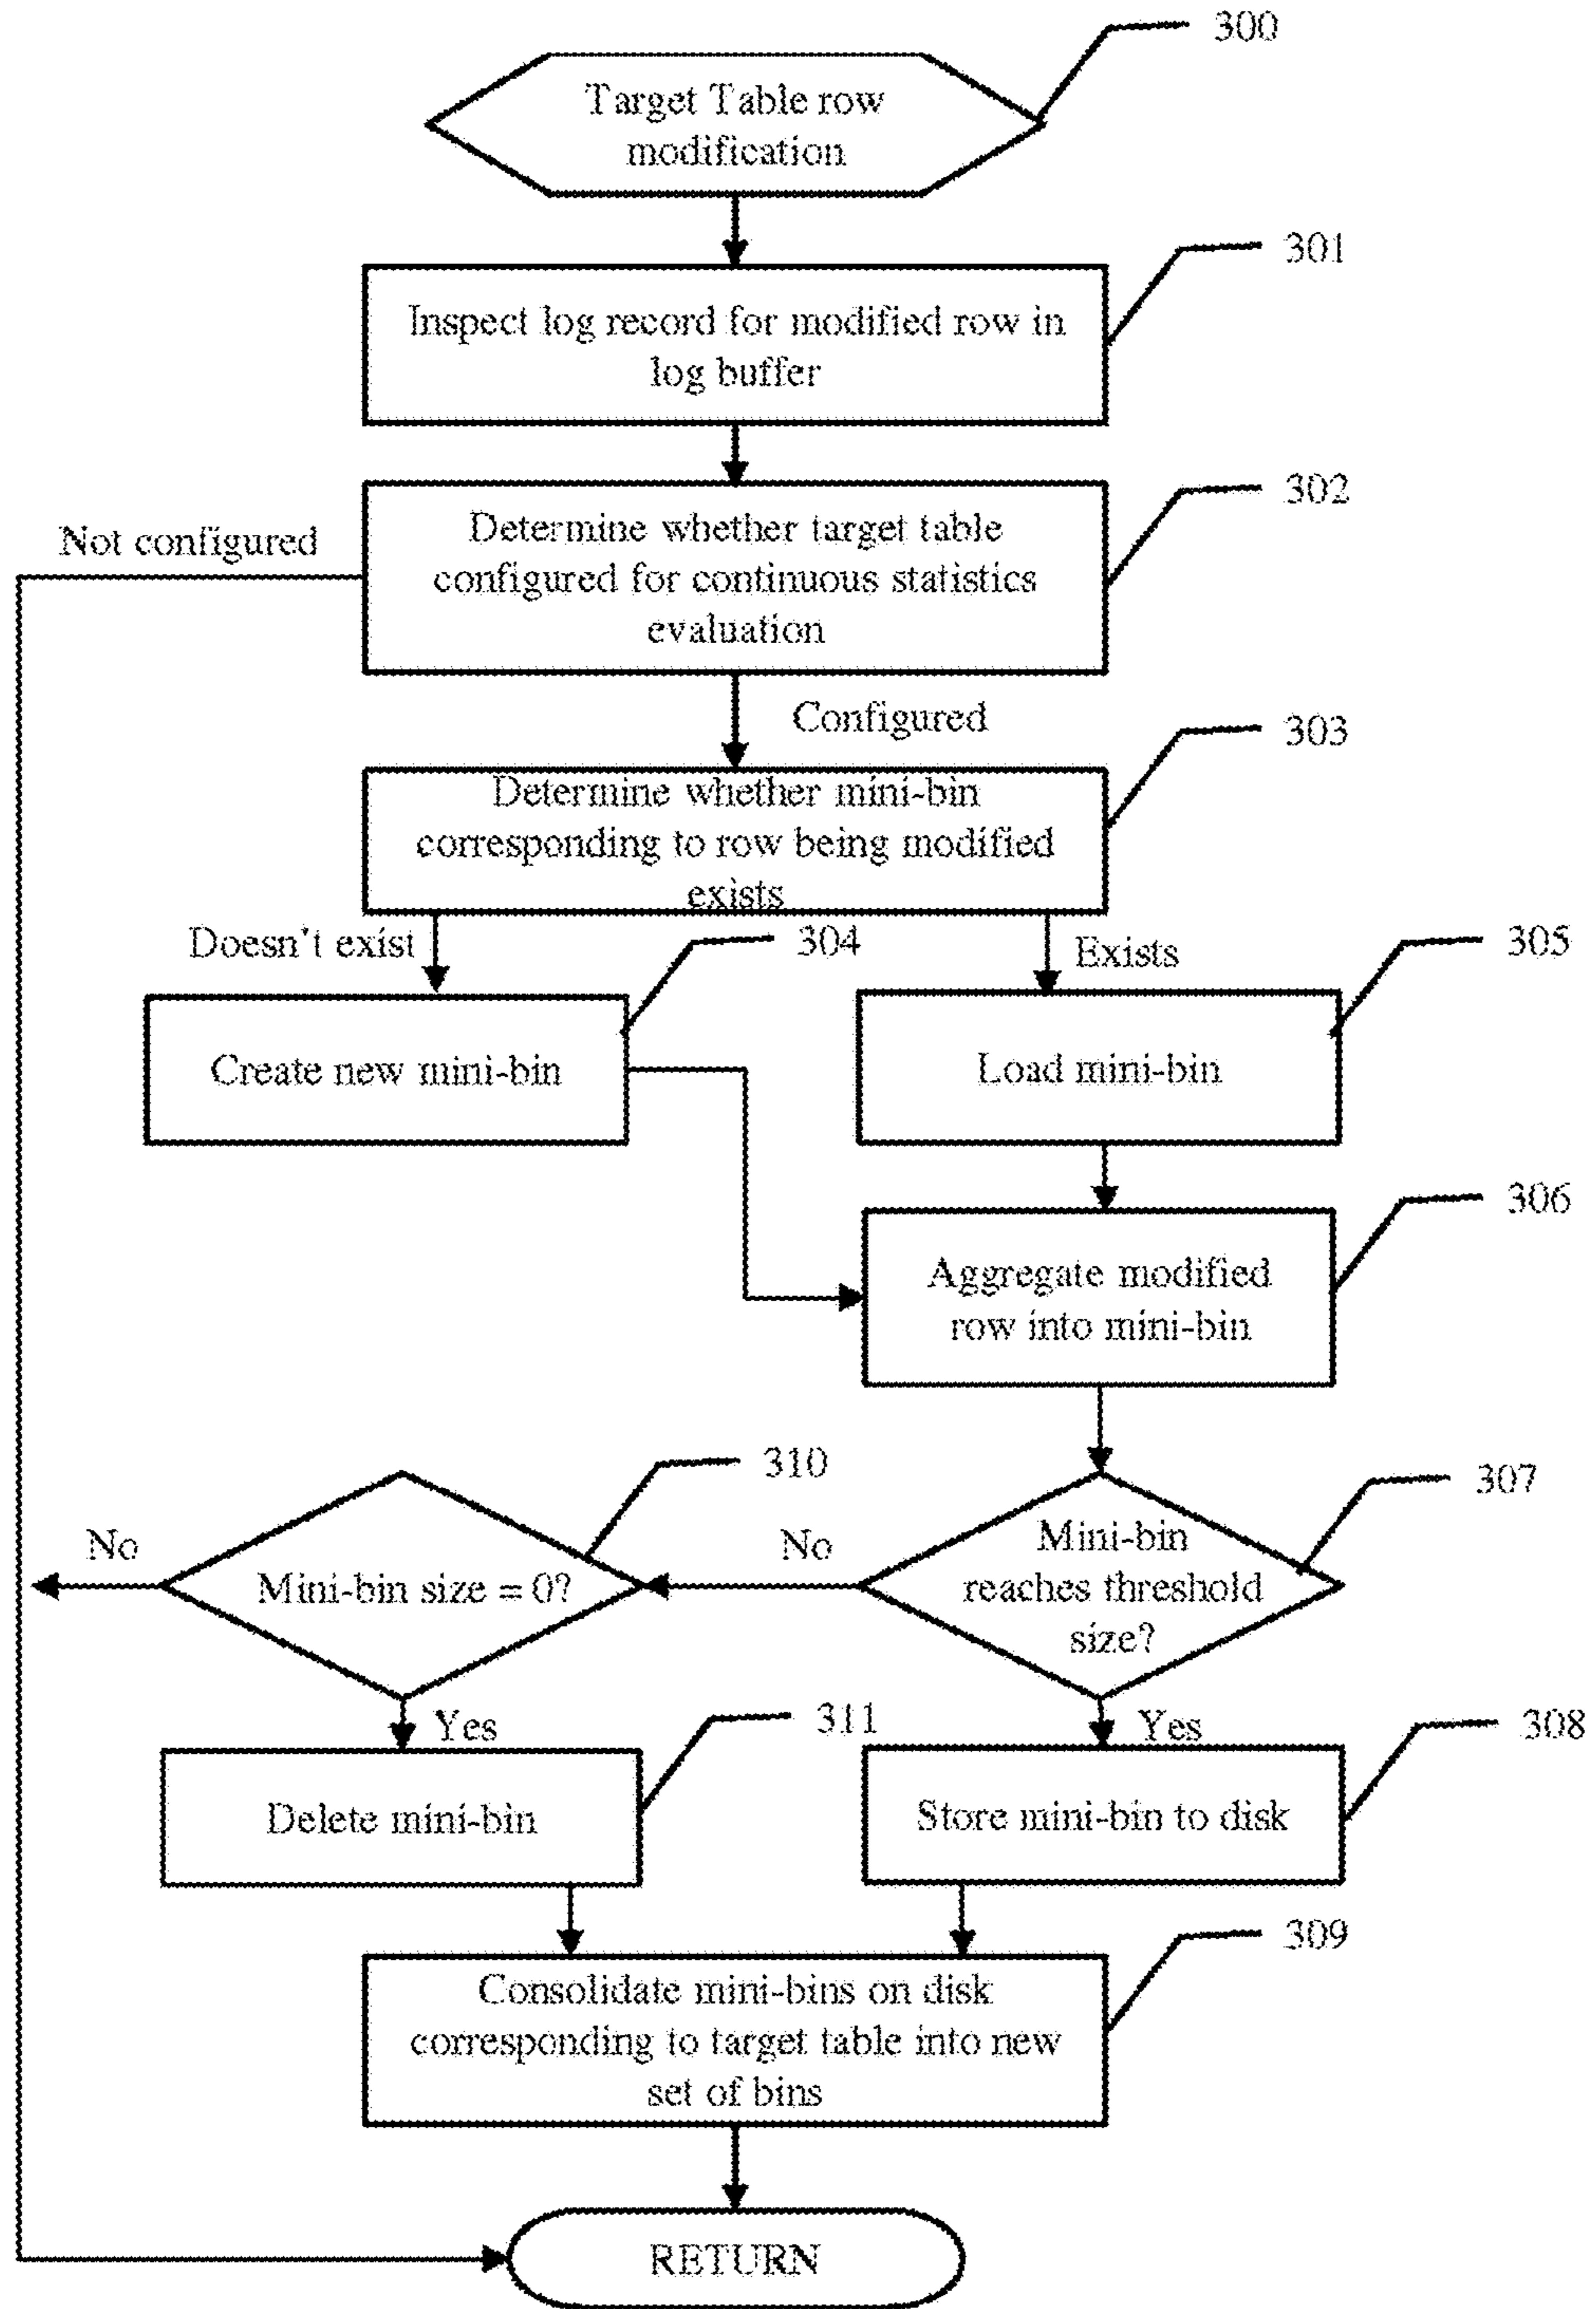 300
Target Table row
modification
301
Inspect log record for modified row in
log buffer
302
Not configured
Determine whether target table
configured for continuous statistics
evaluation
Configured
303
Determine whether mini-bin
corresponding to row being modified
exists
Doesn't exist
304
Exists
305
Create new mini-bin
Load mini-bin
306
Aggregate modified
row into mini-bin
310
307
No
Mini-bin size = 0?
No
Mini-bin
reaches threshold
size?
Yes
311
Yes
308
Delete mini-bin
Store mini-bin to disk
309
Consolidate mini-bins on disk
corresponding to target table into new
set of bins
RETURN